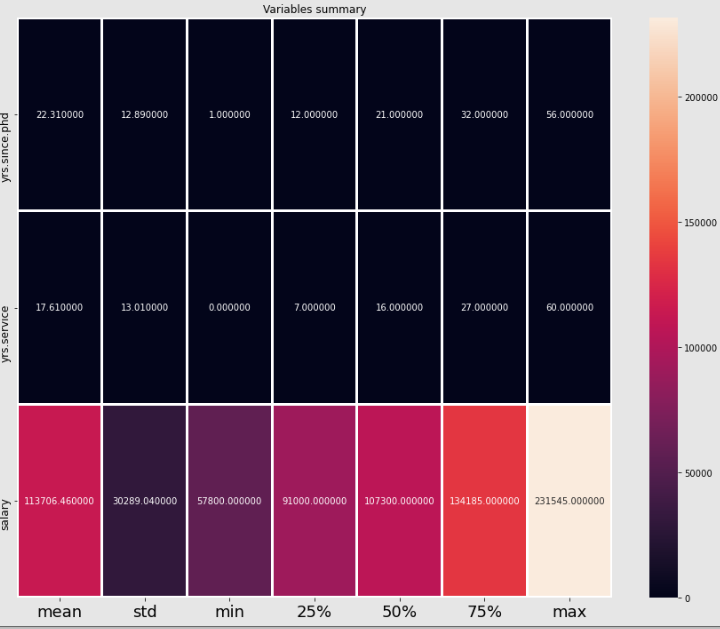 Variables summary
yrs.since.phd
22.310000 12.890000 1.000000 12.000000 21.000000 32.000000 56.000000
yrs.service
17.610000 13.010000 0.000000 7.000000 16.000000 27.000000 60.000000
salary
113706.460000 30289.040000 57800.000000 91000.000000 107300.000000 134185.000000 231545.000000
mean std min 25% 50% 75% max
200000
150000
100000
50000
0